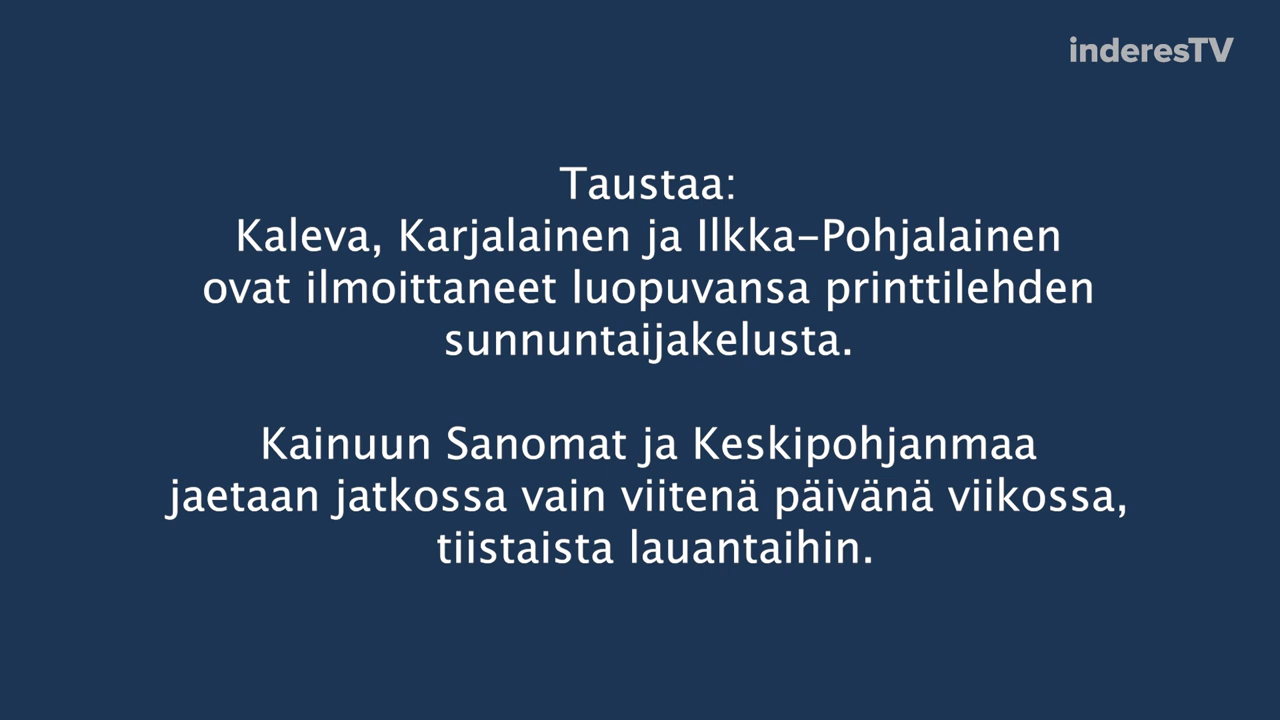 inderesTV
Taustaa:
Kaleva, Karjalainen ja Ilkka-Pohjalainen
ovat ilmoittaneet luopuvansa printtilehden
sunnuntaijakelusta.
Kainuun Sanomat ja Keskipohjanmaa
jaetaan jatkossa vain viitenä päivänä viikossa,
tiistaista lauantaihin.